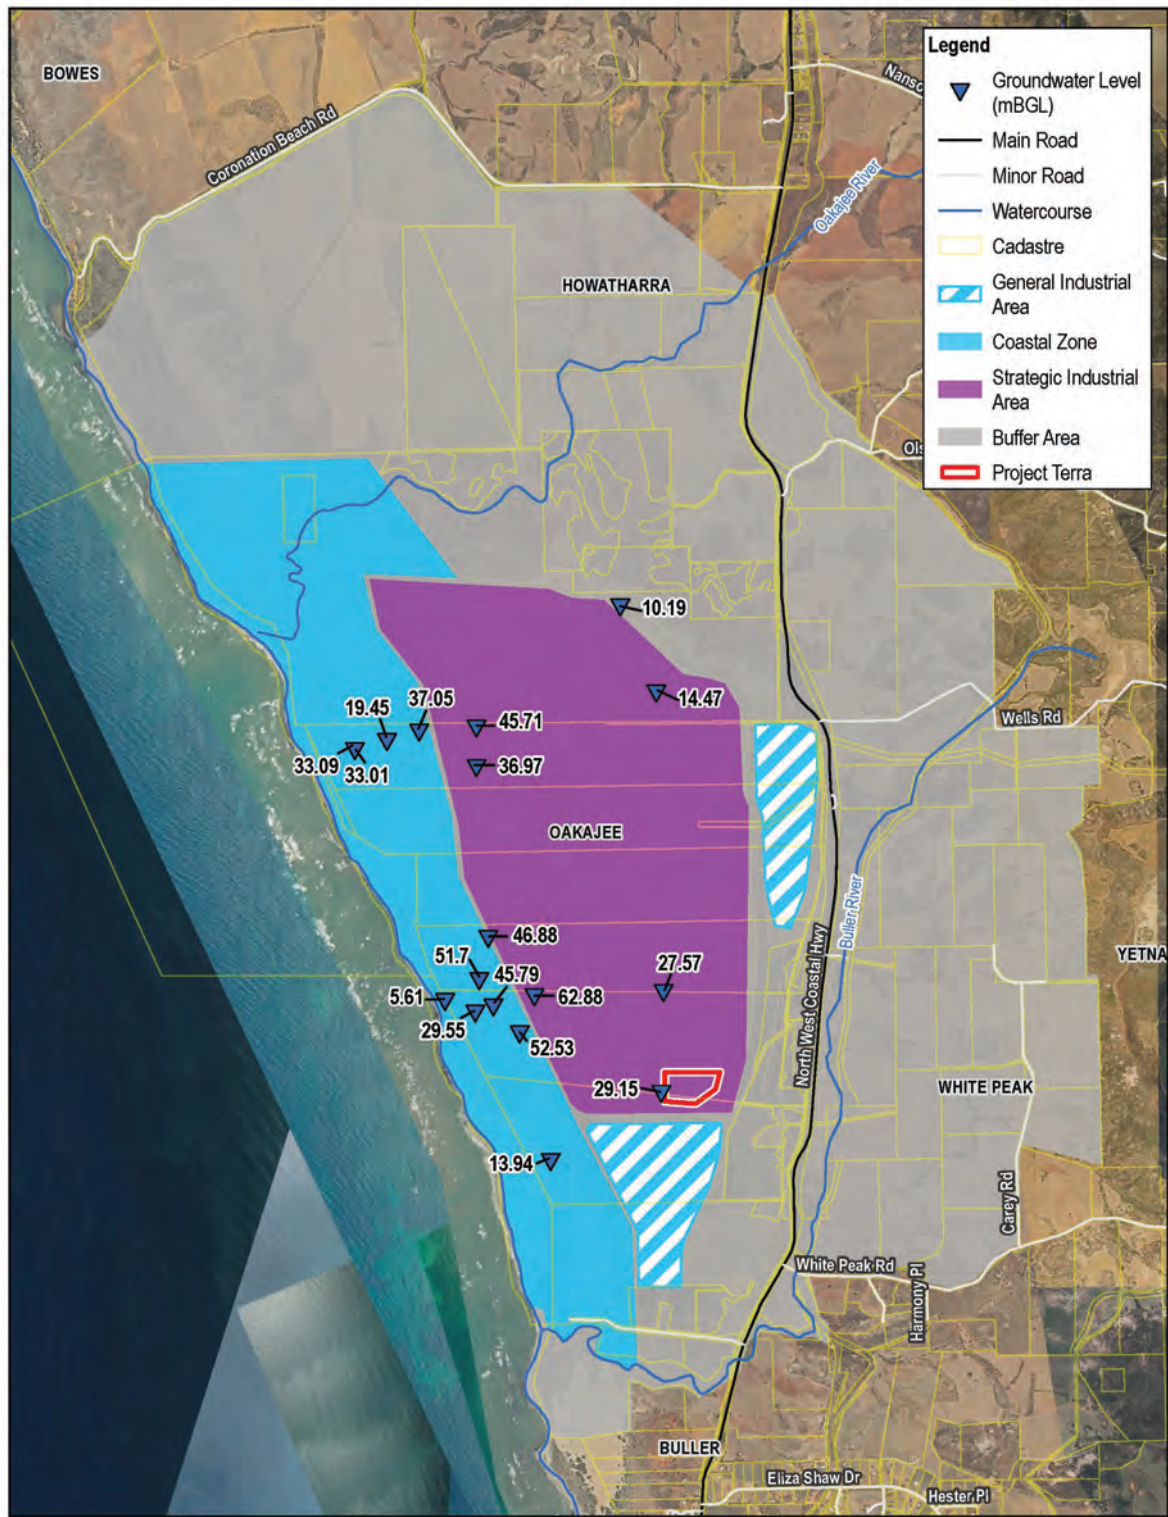 BOWES
Coronation Beach Rd
Nanso
Oakajee River
HOWATHARRA
Ols
Legend
Groundwater Level
(mBGL)
Main Road
Minor Road
Watercourse
Cadastre
General Industrial
Area
Coastal Zone
Strategic Industrial
Area
Buffer Area
Project Terra
10.19
14.47
37.05
19.45
45.71
33.09
33.01
36.97
Wells Rd
OAKAJEE
Buller River
46.88
51.7
45.79
27.57
5.61
62.88
29.55
52.53
North West Coastal Hwy
YETNA
29.15
WHITE PEAK
13.94
Carey Rd
White Peak Rd
Harmony Pl
BULLER
Eliza Shaw Dr
Hester Pl